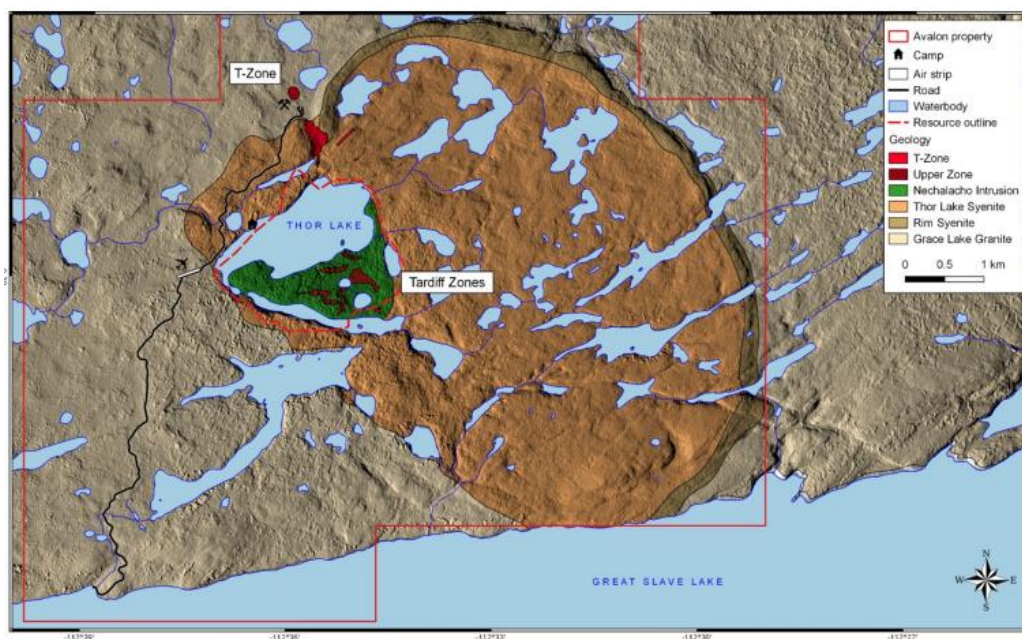 T-Zone
THOR LAKE
Tardiff Zones
GREAT SLAVE LAKE
Avalon property
Camp
Air strip
Road
Waterbody
Resource outline
Geology
T-Zone
Upper Zone
Nechalacho Intrusion
Thor Lake Syenite
Rim Syenite
Grace Lake Granite
0 0.5 1 km
N
W E
S